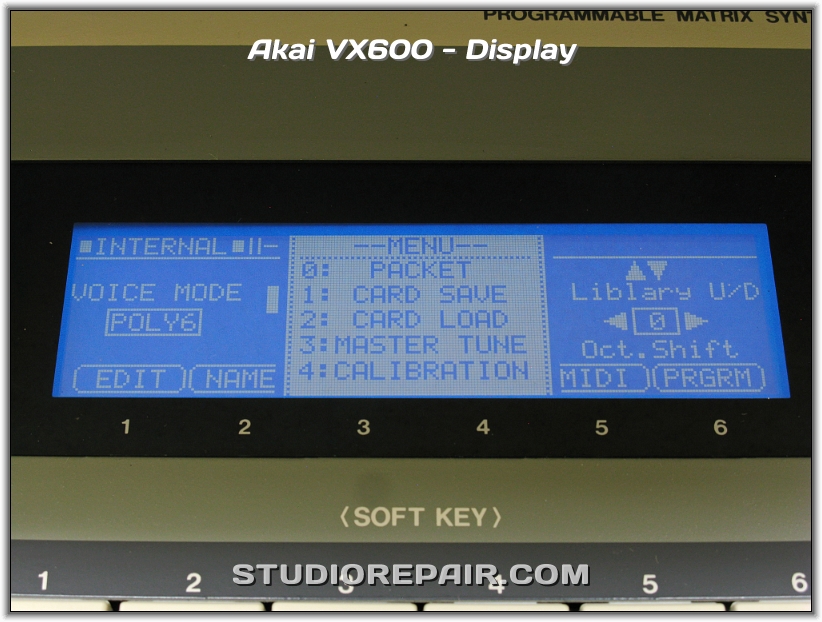 PROGRAMMABLE MATRIX SYN
Akai VX600 - Display
INTERNAL
VOICE MODE
POLY6
EDIT
NAME
--MENU--
0: PACKET
1: CARD SAVE
2: CARD LOAD
3:MASTER TUNE
4:CALIBRATION
Liblary U/D
0
Oct.Shift
MIDI
PRGRM
1 2 3 4 5 6
〈SOFT KEY〉
1 2 3 4 5 6
STUDIOREPAIR.COM